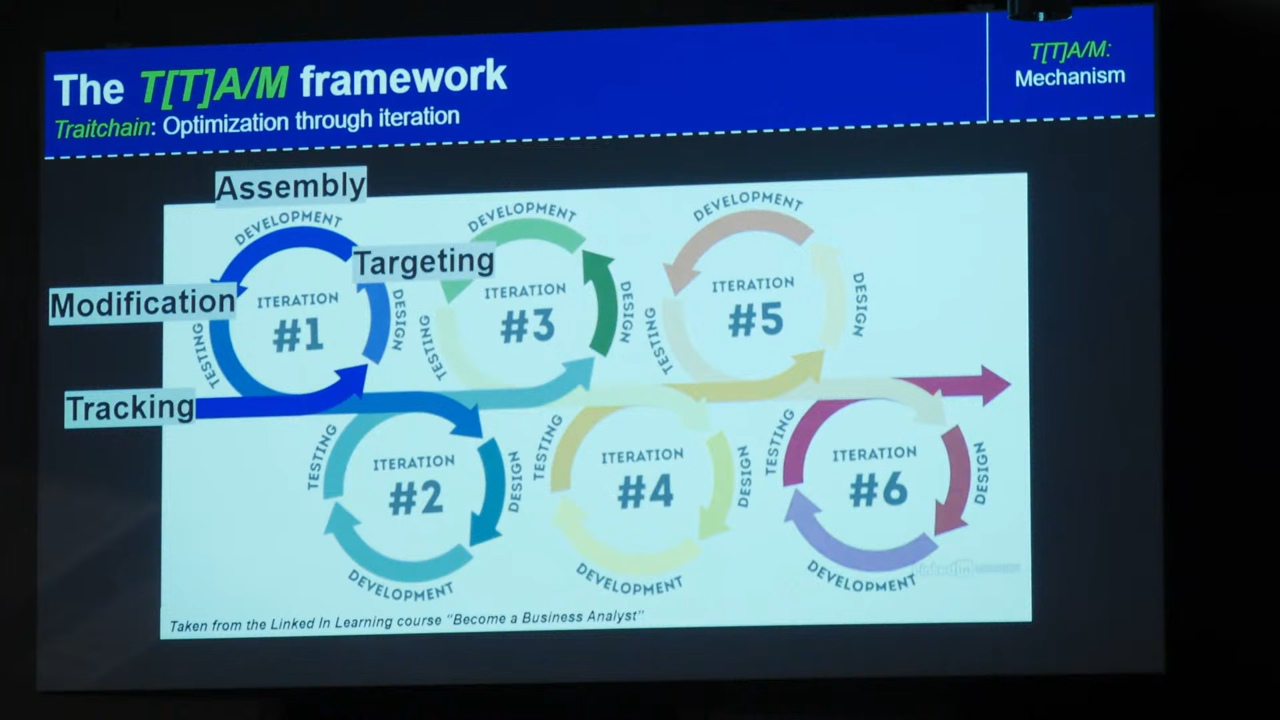 The T[T]A/M framework
Traitchain: Optimization through iteration
T[T]A/M:
Mechanism
Assembly
Targeting
Modification
Tracking
DEVELOPMENT
DESIGN
TESTING
ITERATION
#1
DEVELOPMENT
DESIGN
TESTING
ITERATION
#3
DEVELOPMENT
DESIGN
TESTING
ITERATION
#5
TESTING
ITERATION
#2
DESIGN
DEVELOPMENT
TESTING
ITERATION
#4
DESIGN
DEVELOPMENT
TESTING
ITERATION
#6
DESIGN
DEVELOPMENT
Linked in
Taken from the Linked In Learning course "Become a Business Analyst"